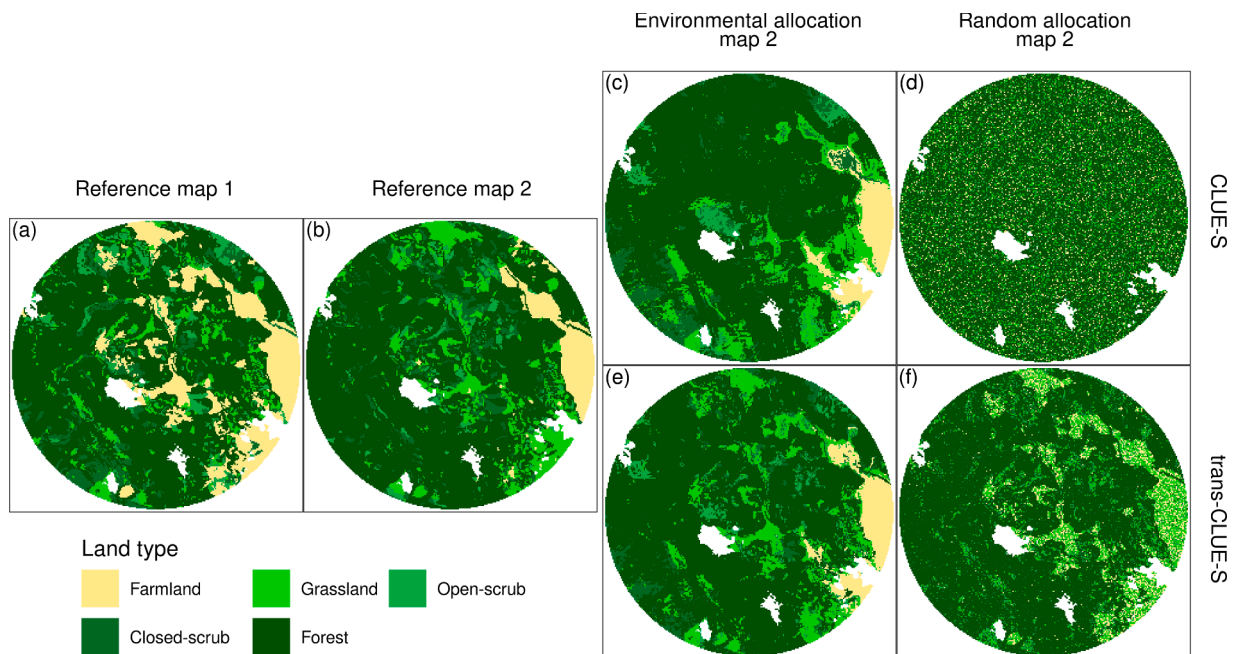 Environmental allocation
map 2
Random allocation
map 2
Reference map 1
Reference map 2
(a)
(b)
(c)
(d)
CLUE-S
(e)
(f)
trans-CLUE-S
Land type
Farmland
Grassland
Open-scrub
Closed-scrub
Forest